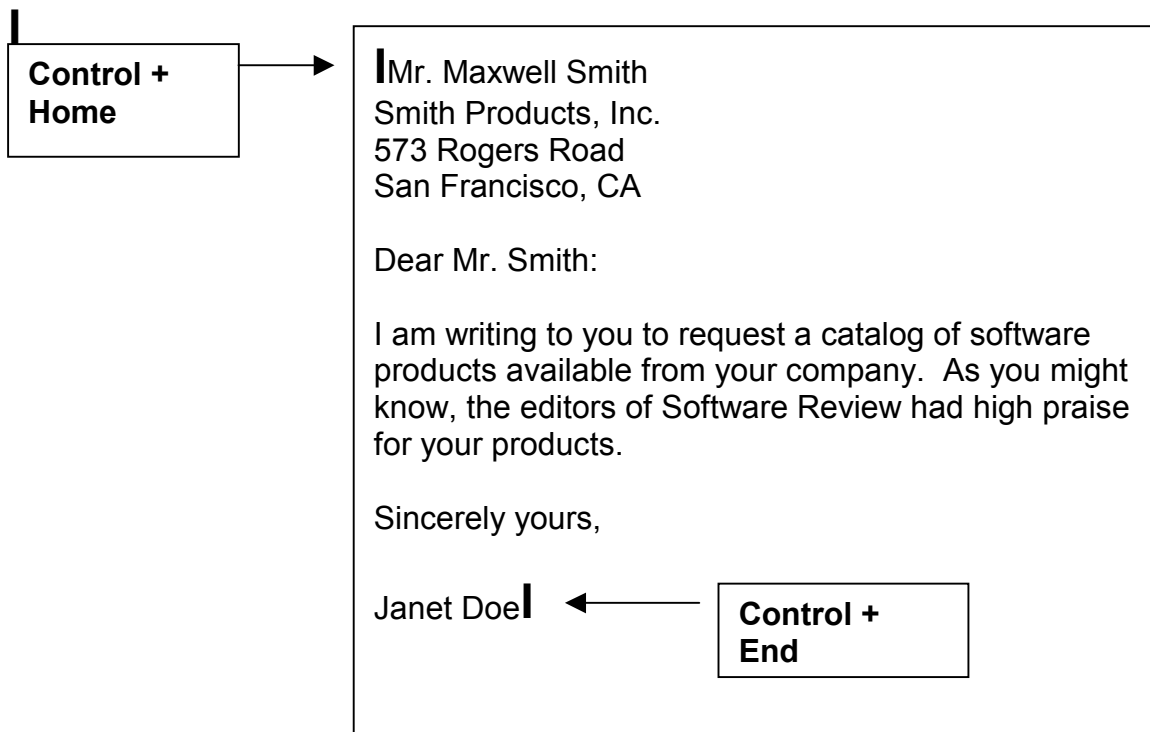 Control +
Home
Mr. Maxwell Smith
Smith Products, Inc.
573 Rogers Road
San Francisco, CA
Dear Mr. Smith:
I am writing to you to request a catalog of software
products available from your company.  As you might
know, the editors of Software Review had high praise
for your products.
Sincerely yours,
Janet Doe
Control +
End